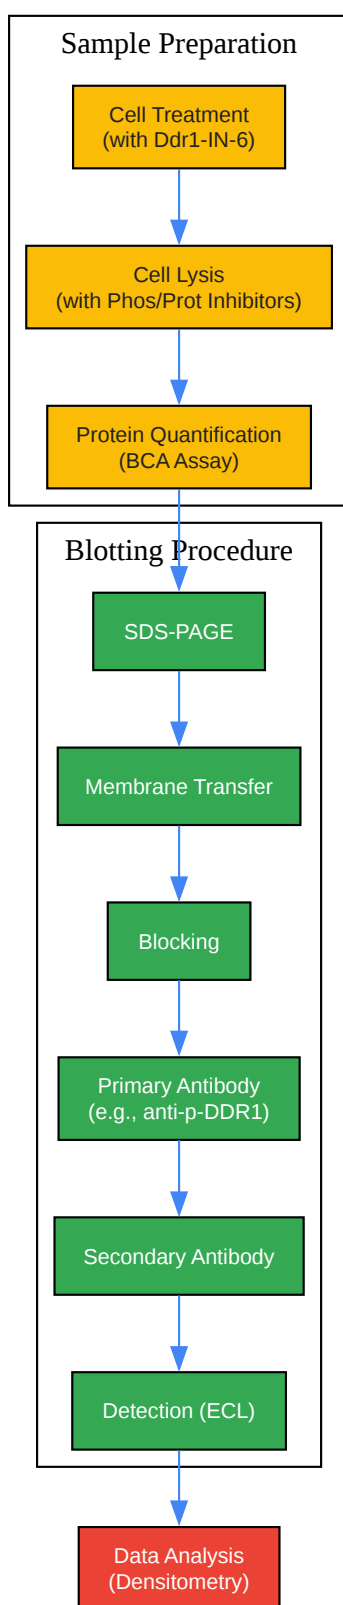 Sample Preparation
Cell Treatment
(with Ddr1-IN-6)
Cell Lysis
(with Phos/Prot Inhibitors)
Protein Quantification
(BCA Assay)
Blotting Procedure
SDS-PAGE
Membrane Transfer
Blocking
Primary Antibody
(e.g., anti-p-DDR1)
Secondary Antibody
Detection (ECL)
Data Analysis
(Densitometry)